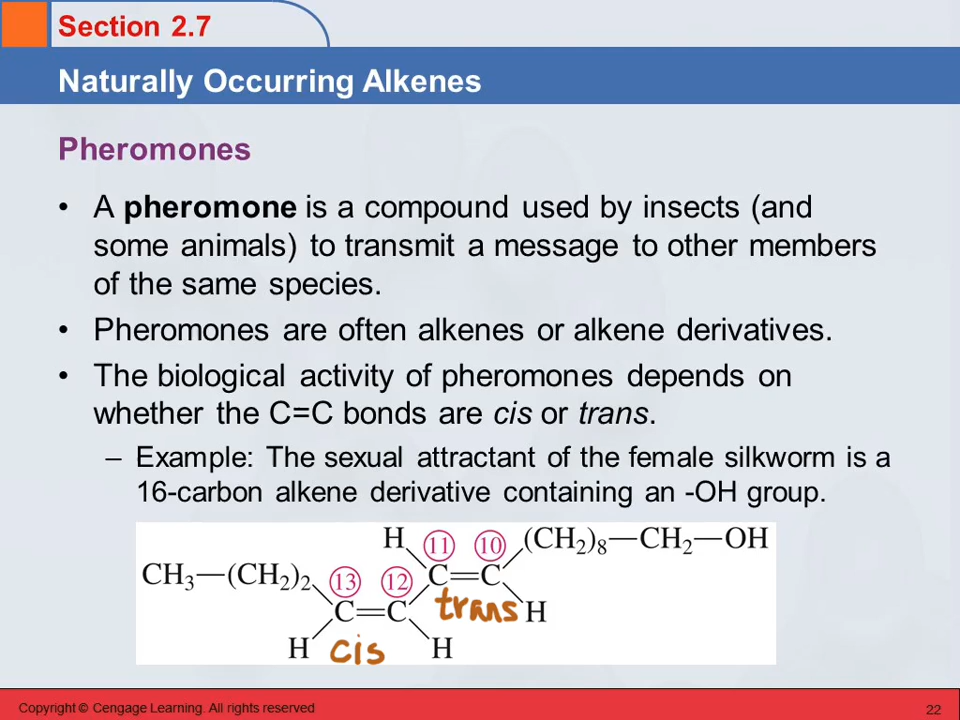 Section 2.7
Naturally Occurring Alkenes
Pheromones
• A pheromone is a compound used by insects (and
some animals) to transmit a message to other members
of the same species.
• Pheromones are often alkenes or alkene derivatives.
• The biological activity of pheromones depends on
whether the C=C bonds are cis or trans.
– Example: The sexual attractant of the female silkworm is a
16-carbon alkene derivative containing an -OH group.
H 11 10 (CH₂)₈—CH₂—OH
CH₃—(CH₂)₂ 13 12 C=C
C=C trans H
H cis H
Copyright © Cengage Learning. All rights reserved 22